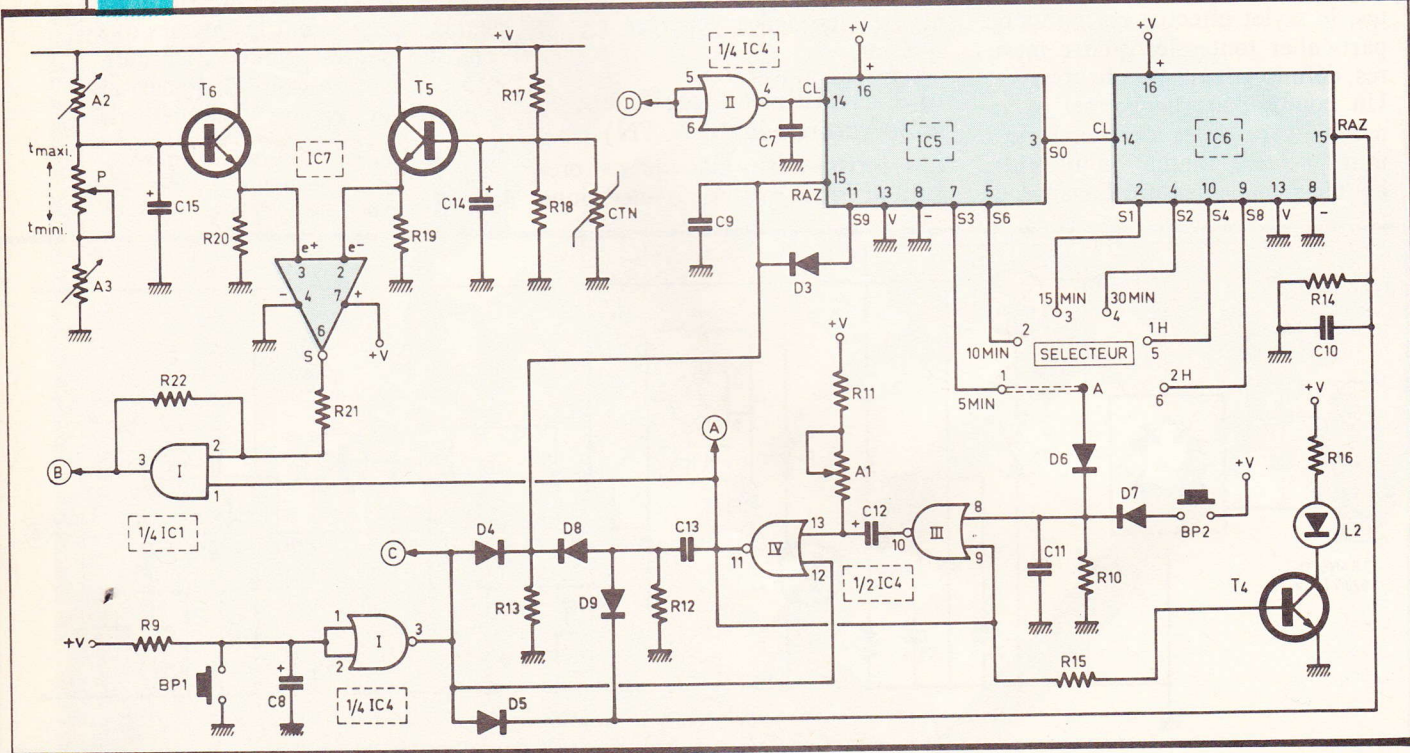 +V
1/4 IC4
+V
+V
A2
T6
T5
R17
5
II
4
6
D
CL
14
16
+
IC5
3
S0
CL
14
16
+
IC6
15
RAZ
tmaxi.
P
tmini.
IC7
C7
C15
R20
R19
C14
R18
CTN
C9
15
RAZ
11
13
8
7
5
S9
V
-
S3
S6
2
4
10
9
13
8
S1
S2
S4
S8
V
-
e+
e-
3
2
A3
D3
-
4
7
+
6
S
+V
15 MIN
3
30 MIN
4
R14
C10
+V
2
10 MIN
SELECTEUR
1H
5
1
5 MIN
A
2H
6
R22
R21
R11
+V
B
3
I
2
1
1/4 IC1
A
A1
D6
R16
D7
+V
BP2
L2
C
D4
D8
C13
11
IV
13
12
C12
+
10
III
8
9
1/2 IC4
C11
R10
T4
+V
R9
BP1
C8
+
1
I
2
3
1/4 IC4
R13
D9
R12
R15
D5